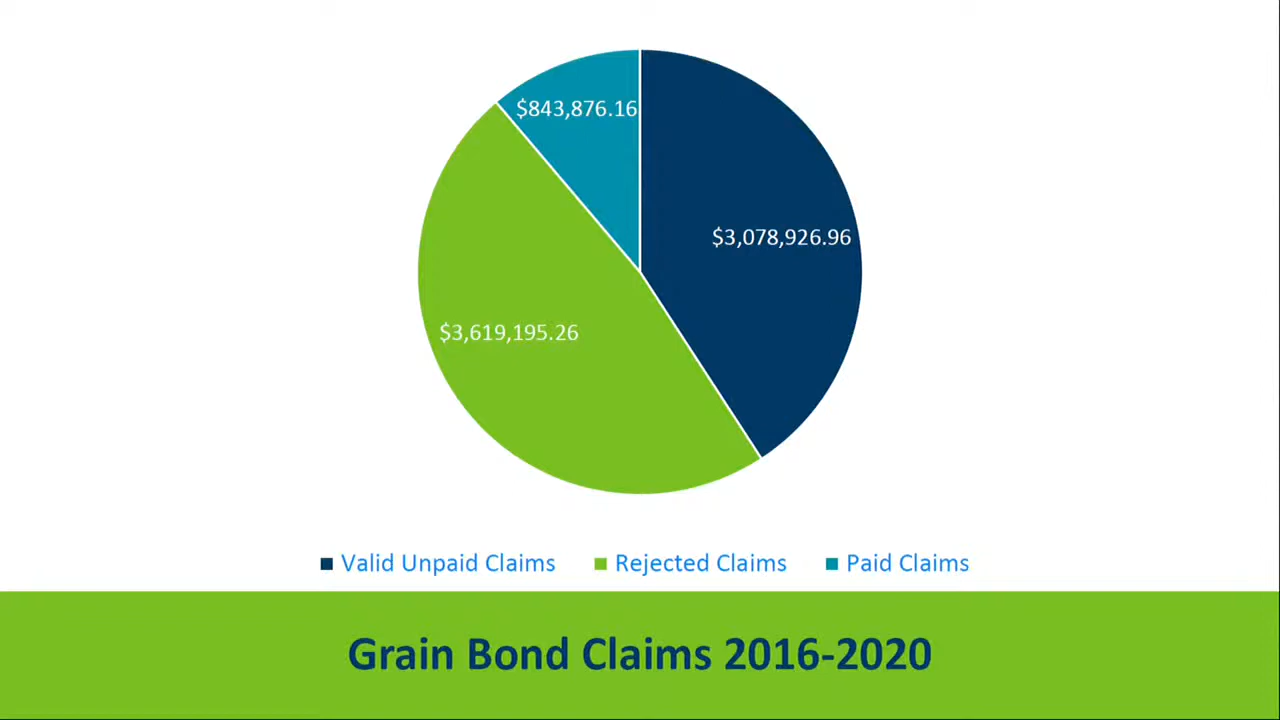 $843,876.16
$3,078,926.96
$3,619,195.26
Valid Unpaid Claims Rejected Claims Paid Claims
Grain Bond Claims 2016-2020